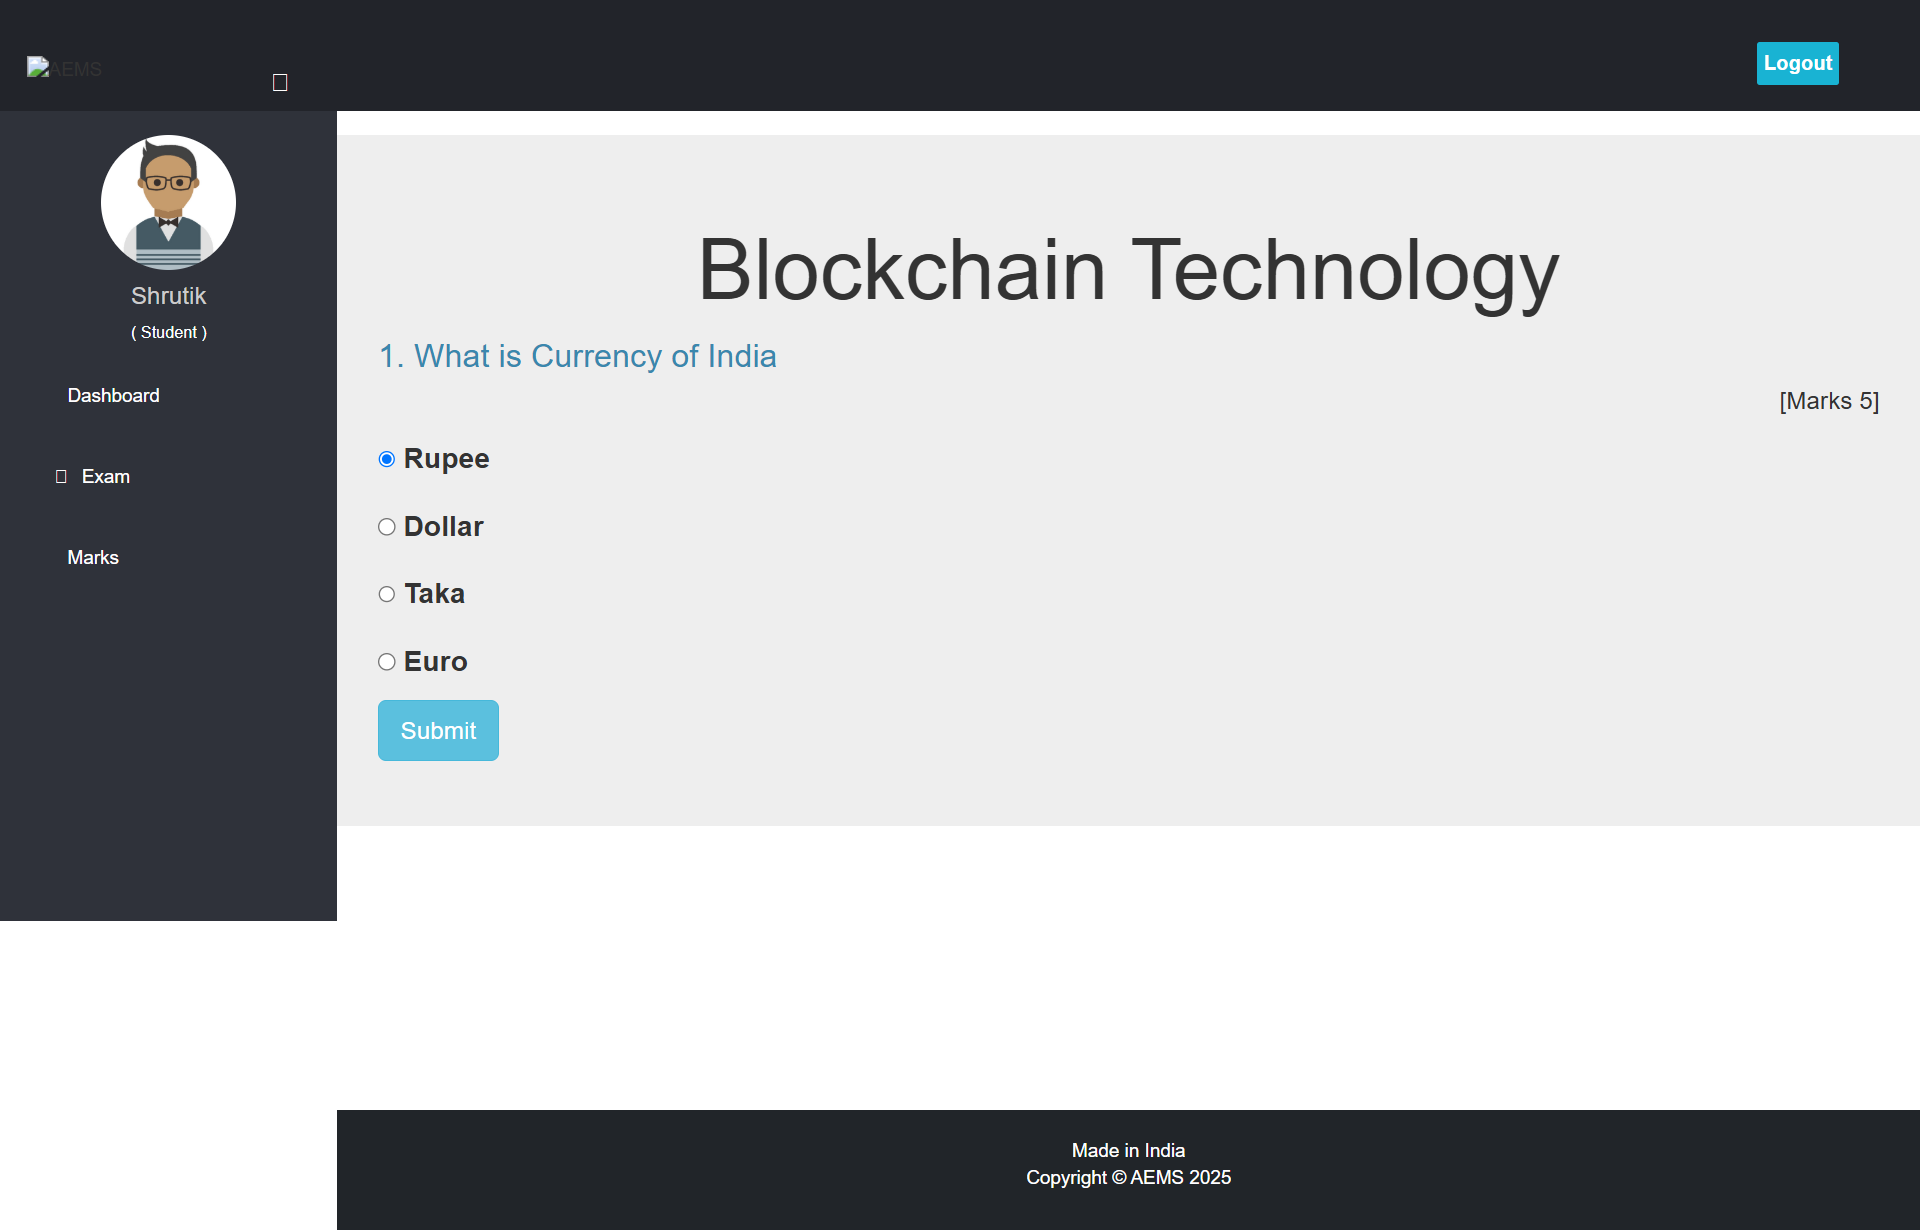 AEMS
Logout
Shrutik
( Student )
Dashboard
Exam
Marks
Blockchain Technology
1. What is Currency of India
[Marks 5]
Rupee
Dollar
Taka
Euro
Submit
Made in India
Copyright © AEMS 2025